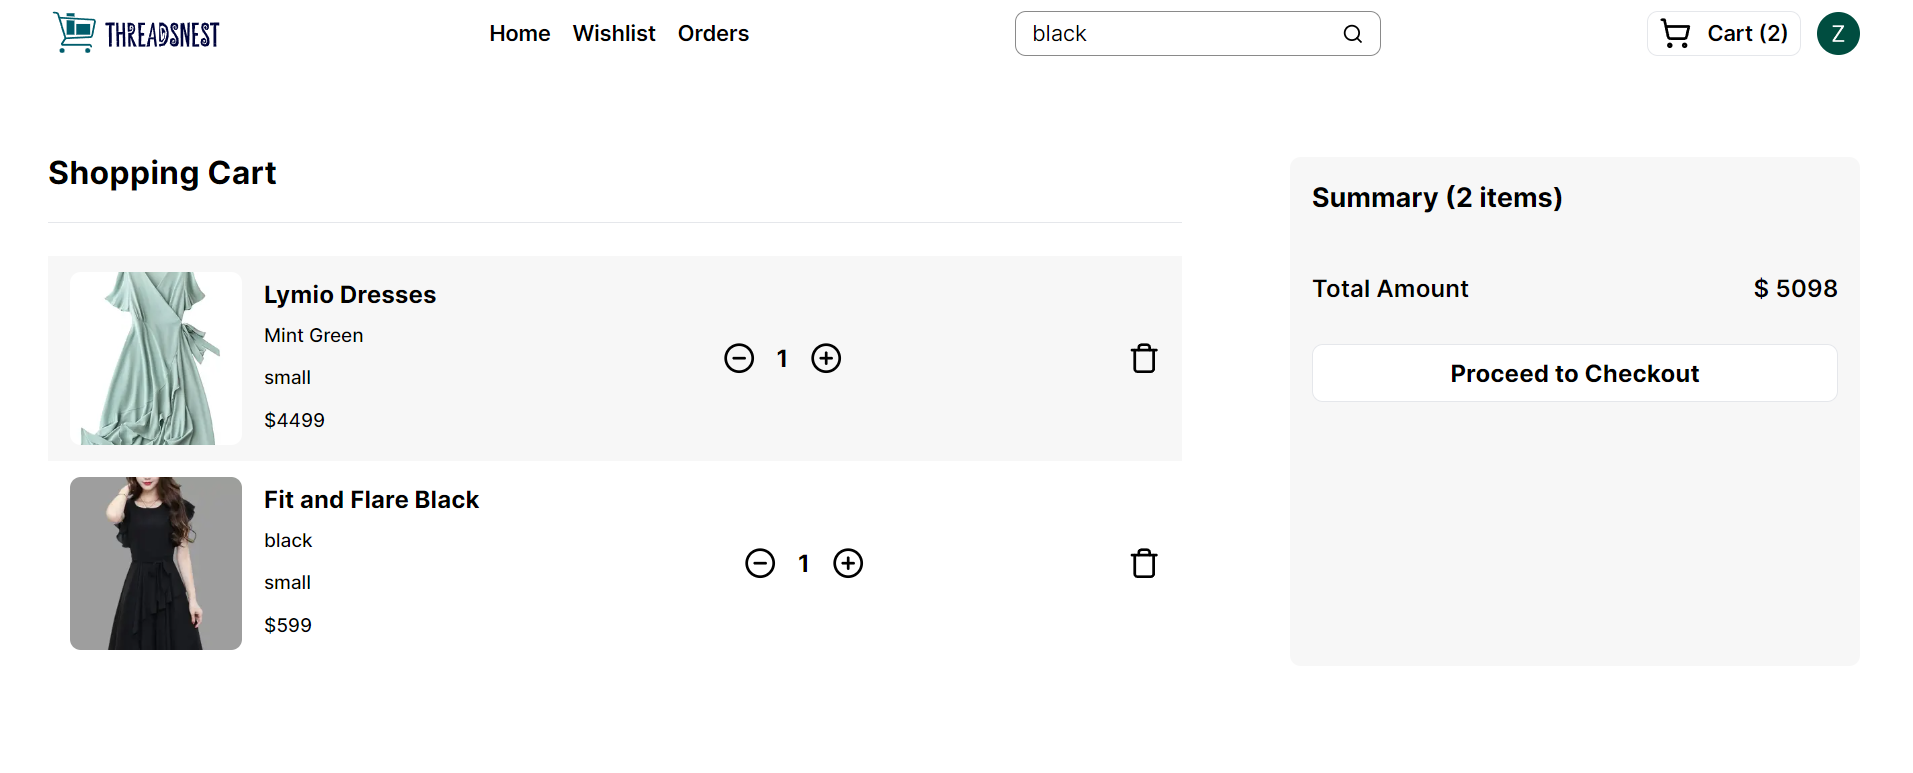 THREADSNEST
Home Wishlist Orders
black
Cart (2)
Z
Shopping Cart
Lymio Dresses
Mint Green
small
$4499
1
Fit and Flare Black
black
small
$599
1
Summary (2 items)
Total Amount $ 5098
Proceed to Checkout